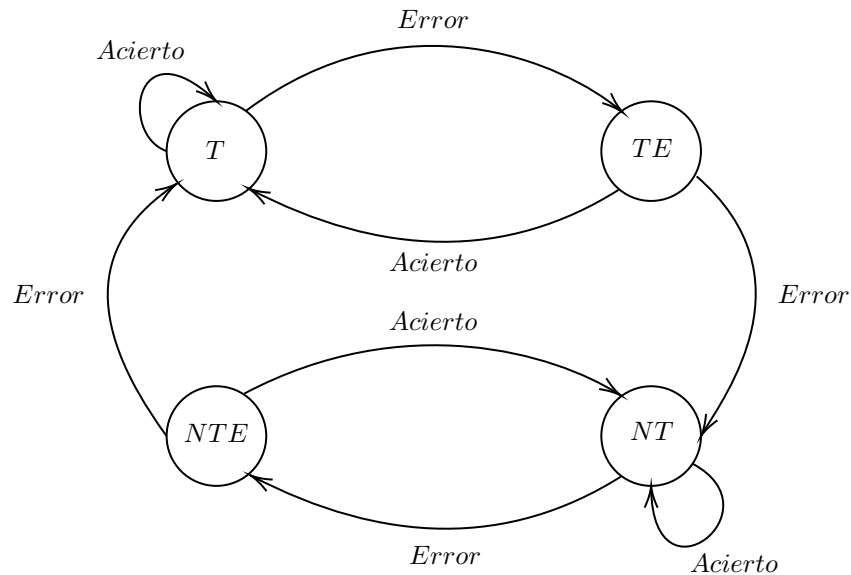 Error
Acierto
T
TE
Acierto
Error
Error
Acierto
NTE
NT
Error
Acierto